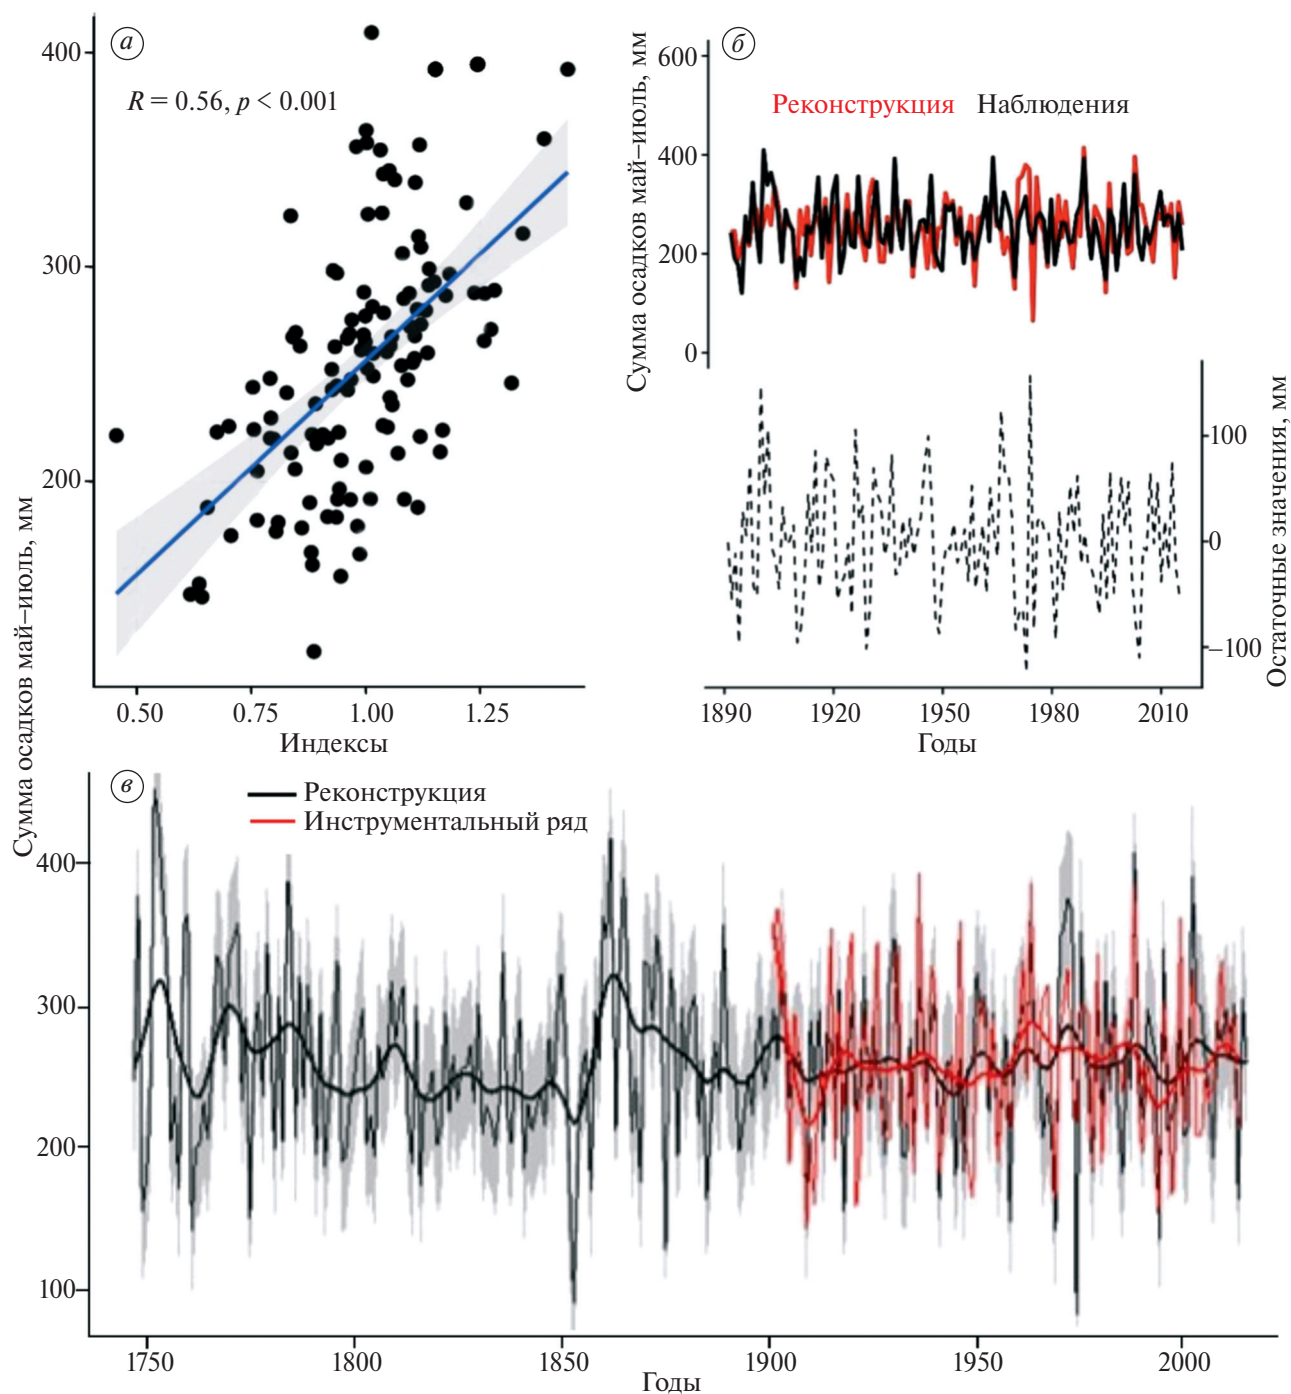 а
R = 0.56, p < 0.001
400
300
200
0.50 0.75 1.00 1.25
Индексы
Сумма осадков май–июль, мм
б
Сумма осадков май–июль, мм
600
400
200
0
Реконструкция Наблюдения
100
0
–100
Остаточные значения, мм
1890 1920 1950 1980 2010
Годы
в
Реконструкция
Инструментальный ряд
400
300
200
100
1750 1800 1850 1900 1950 2000
Годы